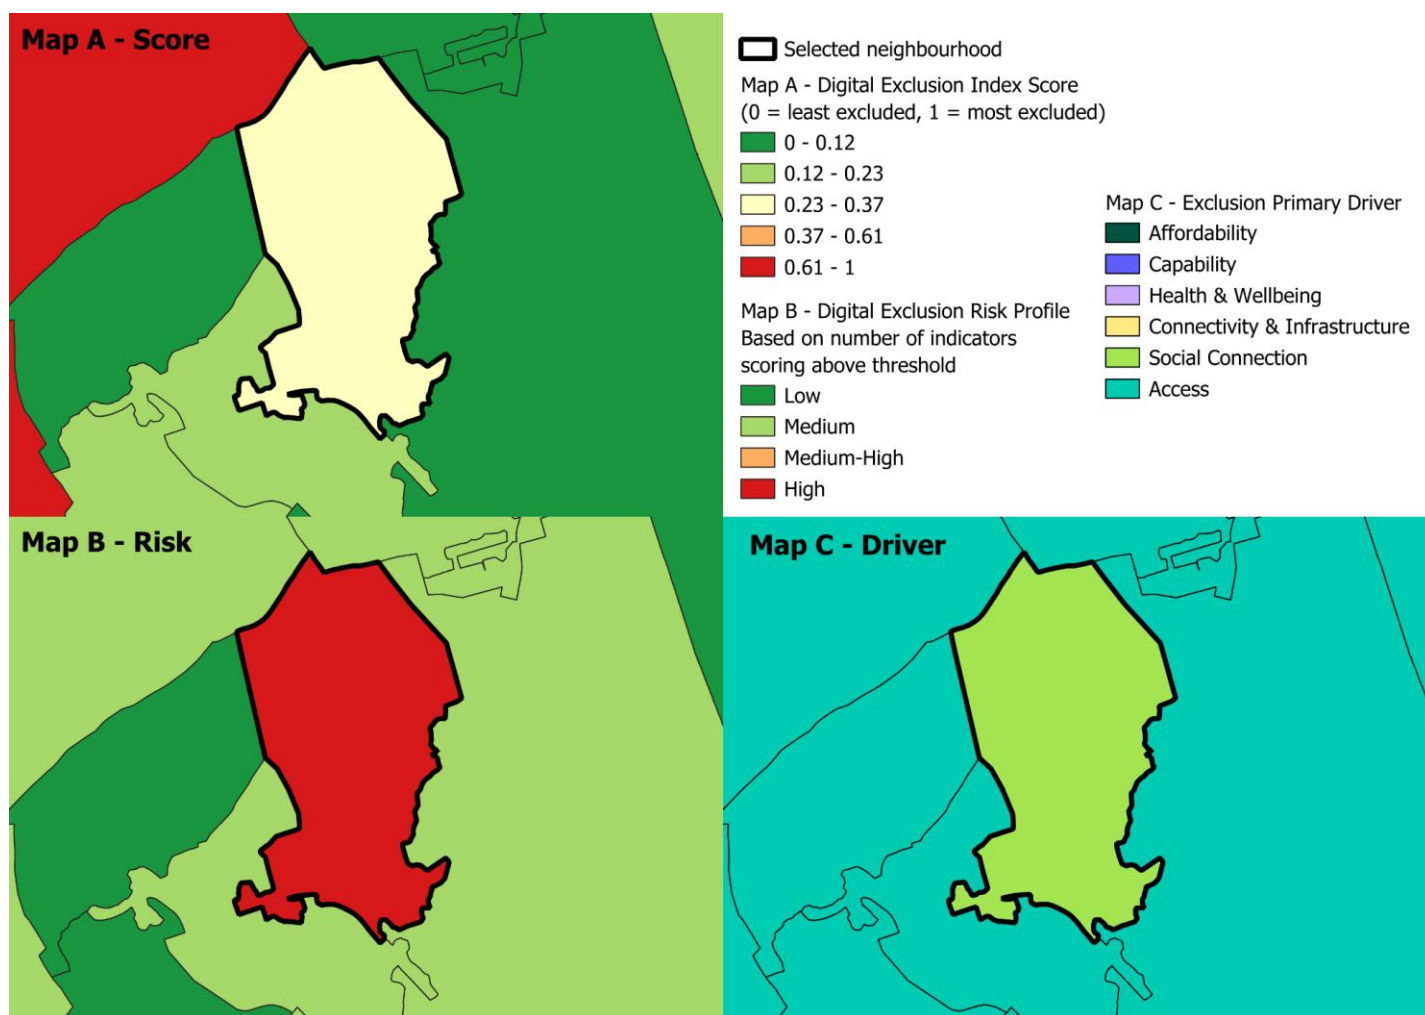 Map A - Score
Selected neighbourhood
Map A - Digital Exclusion Index Score
(0 = least excluded, 1 = most excluded)
0 - 0.12
0.12 - 0.23
0.23 - 0.37
0.37 - 0.61
0.61 - 1
Map B - Digital Exclusion Risk Profile
Based on number of indicators
scoring above threshold
Low
Medium
Medium-High
High
Map C - Exclusion Primary Driver
Affordability
Capability
Health & Wellbeing
Connectivity & Infrastructure
Social Connection
Access
Map B - Risk
Map C - Driver